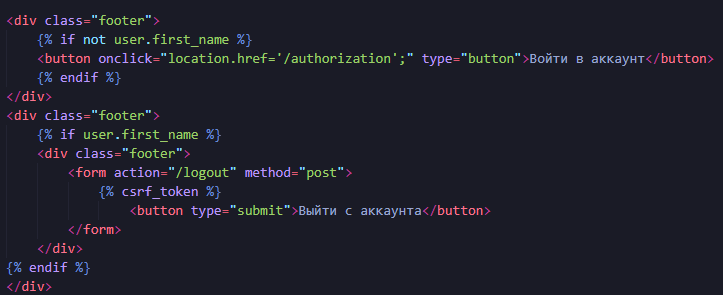 <div class="footer">
    {% if not user.first_name %}
    <button onclick="location.href='/authorization';" type="button">Войти в аккаунт</button>
    {% endif %}
</div>
<div class="footer">
    {% if user.first_name %}
    <div class="footer">
        <form action="/logout" method="post">
            {% csrf_token %}
                <button type="submit">Выйти с аккаунта</button>
        </form>
    </div>
{% endif %}
</div>